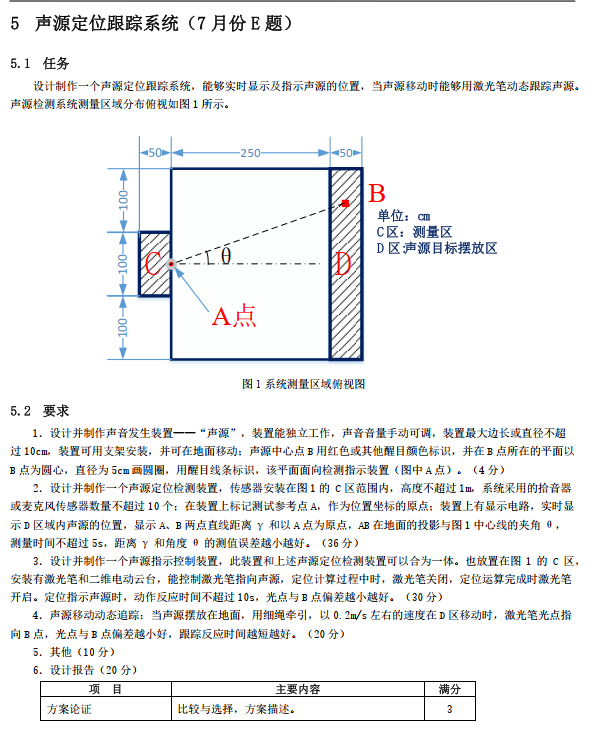 5 声源定位跟踪系统（7 月份 E 题）
5.1 任务
设计制作一个声源定位跟踪系统，能够实时显示及指示声源的位置，当声源移动时能够用激光笔动态跟踪声源。
声源检测系统测量区域分布俯视如图 1 所示。
50 250 50
100
100
100
B
C
θ
D
A点
单位：cm
C区：测量区
D区:声源目标摆放区
图 1 系统测量区域俯视图
5.2 要求
1．设计并制作声音发生装置——“声源”，装置能独立工作，声音音量手动可调，装置最大边长或直径不超
过 10cm，装置可用支架安装，并可在地面移动；声源中心点 B 用红色或其他醒目颜色标识，并在 B 点所在的平面以
B 点为圆心，直径为 5cm 画圆圈，用醒目线条标识，该平面面向检测指示装置（图中 A 点）。（4 分）
2．设计并制作一个声源定位检测装置，传感器安装在图 1 的 C 区范围内，高度不超过 1m，系统采用的拾音器
或麦克风传感器数量不超过 10 个；在装置上标记测试参考点 A，作为位置坐标的原点；装置上有显示电路，实时显
示 D 区域内声源的位置，显示 A、B 两点直线距离 γ 和以 A 点为原点，AB 在地面的投影与图 1 中心线的夹角 θ，
测量时间不超过 5s，距离 γ 和角度 θ 的测值误差越小越好。（36 分）
3．设计并制作一个声源指示控制装置，此装置和上述声源定位检测装置可以合为一体。也放置在图 1 的 C 区，
安装有激光笔和二维电动云台，能控制激光笔指向声源，定位计算过程中时，激光笔关闭，定位运算完成时激光笔
开启。定位指示声源时，动作反应时间不超过 10s，光点与 B 点偏差越小越好。（30 分）
4．声源移动动态追踪：当声源摆放在地面，用细绳牵引，以 0.2m/s 左右的速度在 D 区移动时，激光笔光点指
向 B 点，光点与 B 点偏差越小好，跟踪反应时间越短越好。（20 分）
5．其他（10 分）
6．设计报告（20 分）
项 目 主要内容 满分
方案论证 比较与选择，方案描述。 3